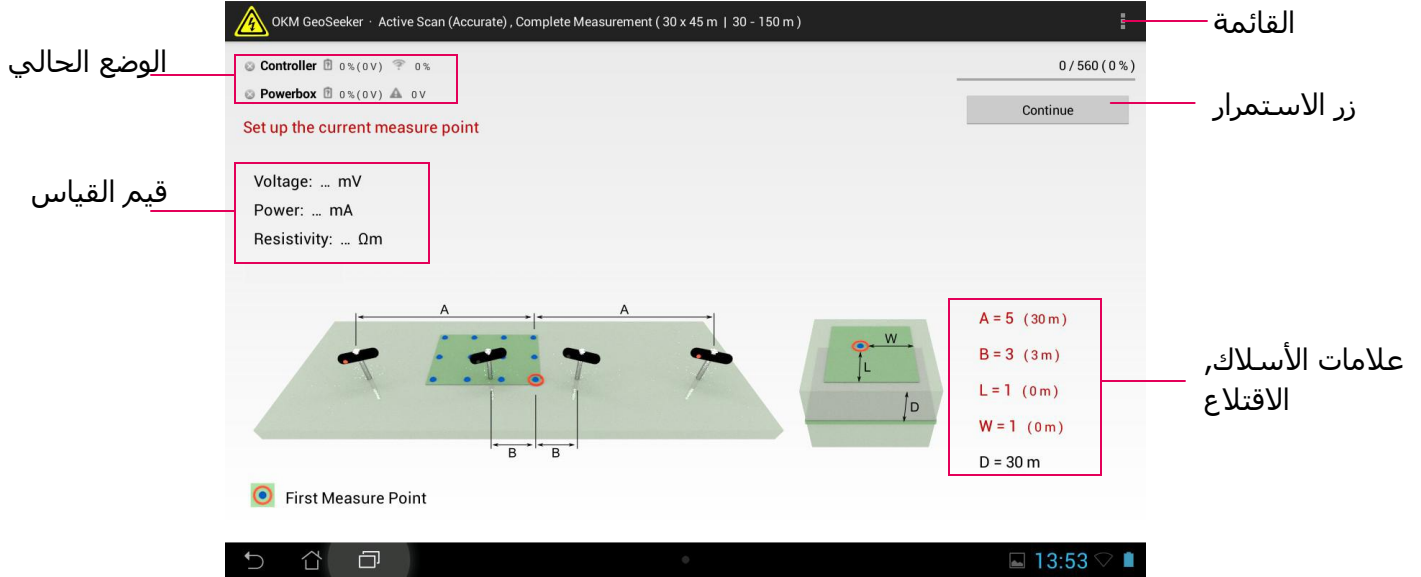 OKM GeoSeeker · Active Scan (Accurate) , Complete Measurement ( 30 x 45 m | 30 - 150 m )
القائمة
الوضع الحالي
Controller 0 % ( 0 V ) 0 %
Powerbox 0 % ( 0 V ) 0 V
0 / 560 ( 0 % )
Continue
زر الاستمرار
Set up the current measure point
قيم القياس
Voltage: ... mV
Power: ... mA
Resistivity: ... Ωm
A A
B B
W
L
D
A = 5 ( 30 m )
B = 3 ( 3 m )
L = 1 ( 0 m )
W = 1 ( 0 m )
D = 30 m
علامات الأسلاك,
الاقتلاع
First Measure Point
13:53